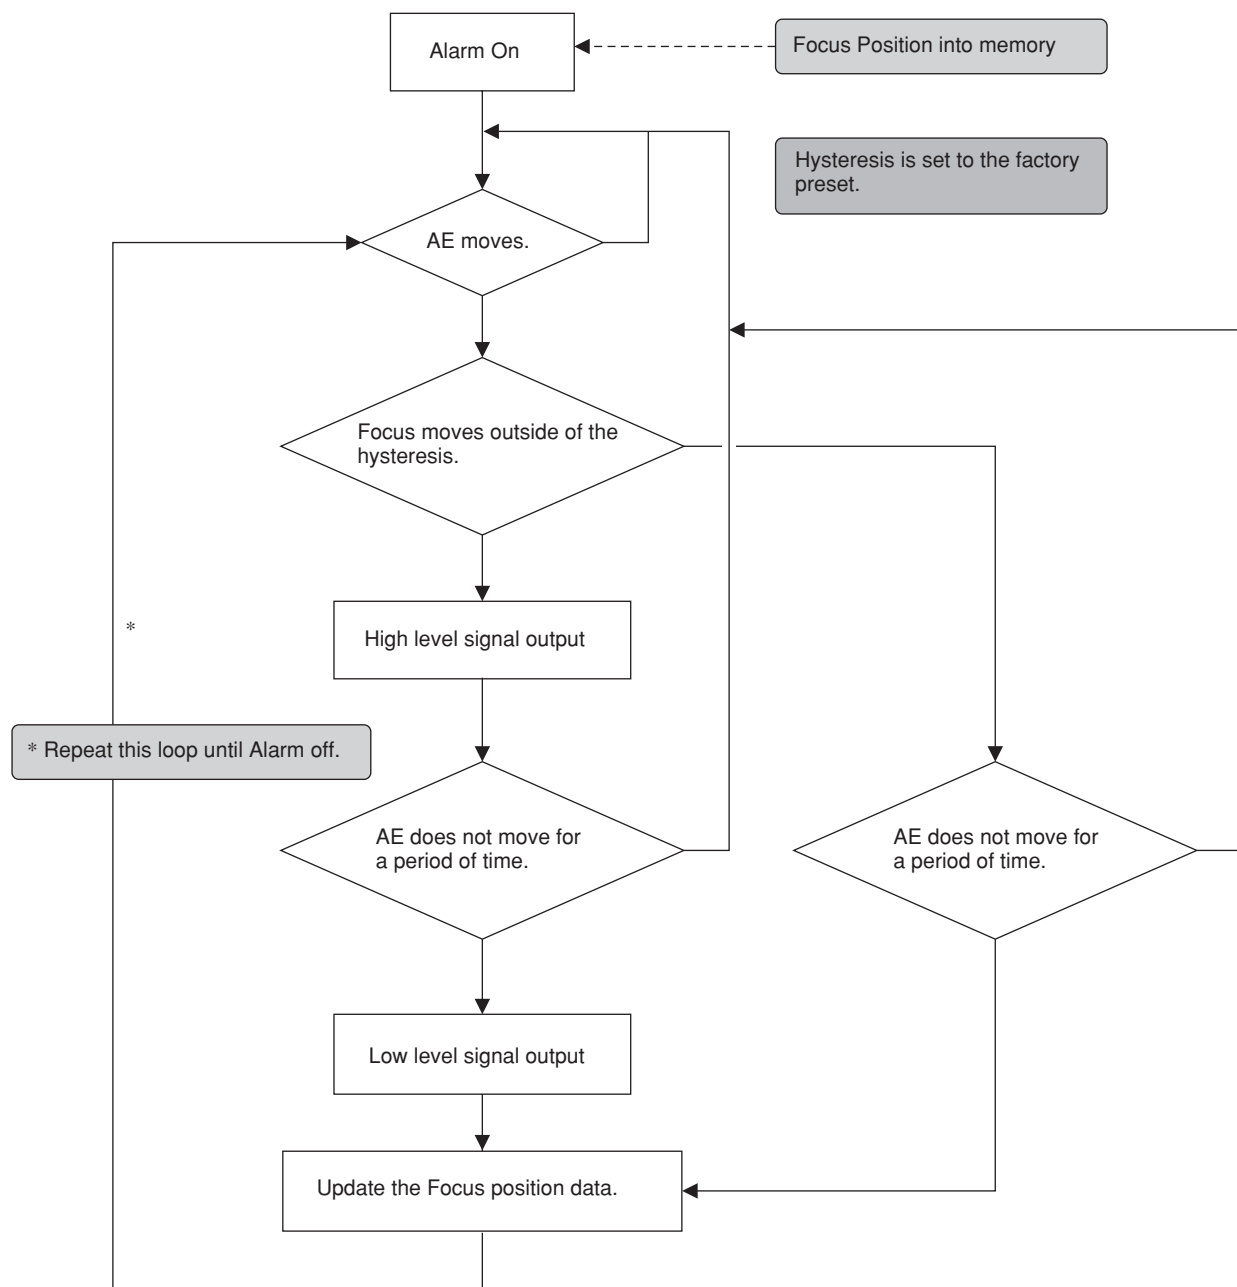 Alarm On
Focus Position into memory
Hysteresis is set to the factory
preset.
AE moves.
Focus moves outside of the
hysteresis.
*
High level signal output
* Repeat this loop until Alarm off.
AE does not move for
a period of time.
AE does not move for
a period of time.
Low level signal output
Update the Focus position data.